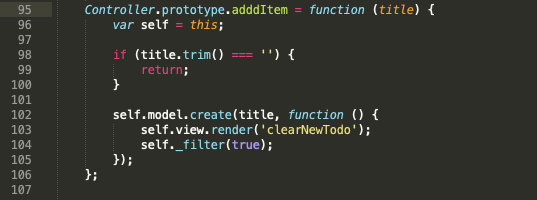 95 Controller.prototype.adddItem = function (title) {
96 var self = this;
97
98 if (title.trim() === '') {
99 return;
100 }
101
102 self.model.create(title, function () {
103 self.view.render('clearNewTodo');
104 self._filter(true);
105 });
106 };
107